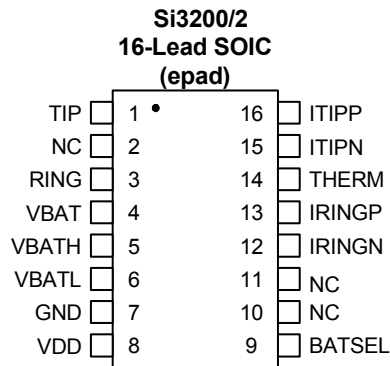 Si3200/2
16-Lead SOIC
(epad)
TIP 1 16 ITIPP
NC 2 15 ITIPN
RING 3 14 THERM
VBAT 4 13 IRINGP
VBATH 5 12 IRINGN
VBATL 6 11 NC
GND 7 10 NC
VDD 8 9 BATSEL